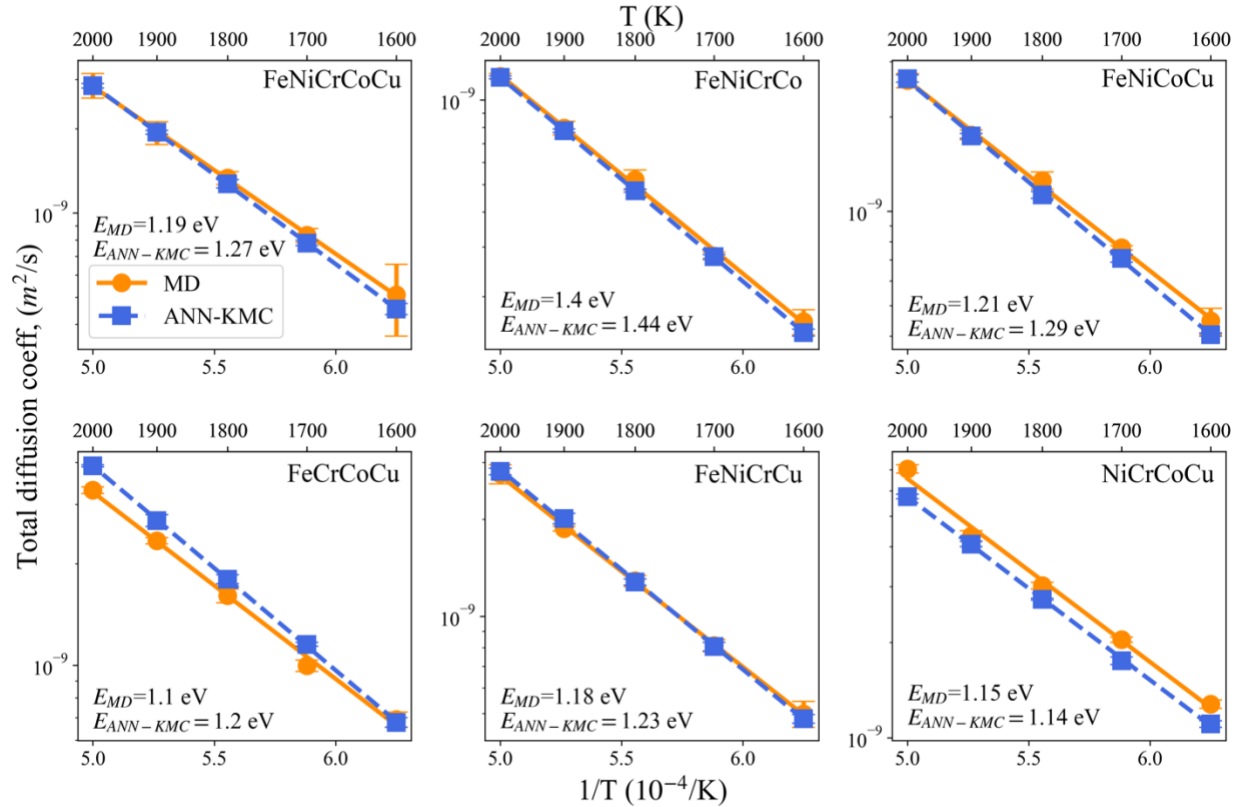 T (K)
2000 1900 1800 1700 1600
2000 1900 1800 1700 1600
2000 1900 1800 1700 1600
FeNiCrCoCu
FeNiCrCo
FeNiCoCu
10⁻⁹
10⁻⁹
10⁻⁹
E_MD=1.19 eV
E_ANN−KMC=1.27 eV
MD
ANN-KMC
E_MD=1.4 eV
E_ANN−KMC=1.44 eV
E_MD=1.21 eV
E_ANN−KMC=1.29 eV
5.0 5.5 6.0
5.0 5.5 6.0
5.0 5.5 6.0
Total diffusion coeff, (m²/s)
2000 1900 1800 1700 1600
2000 1900 1800 1700 1600
2000 1900 1800 1700 1600
FeCrCoCu
FeNiCrCu
NiCrCoCu
10⁻⁹
10⁻⁹
10⁻⁹
E_MD=1.1 eV
E_ANN−KMC=1.2 eV
E_MD=1.18 eV
E_ANN−KMC=1.23 eV
E_MD=1.15 eV
E_ANN−KMC=1.14 eV
5.0 5.5 6.0
5.0 5.5 6.0
5.0 5.5 6.0
1/T (10⁻⁴/K)